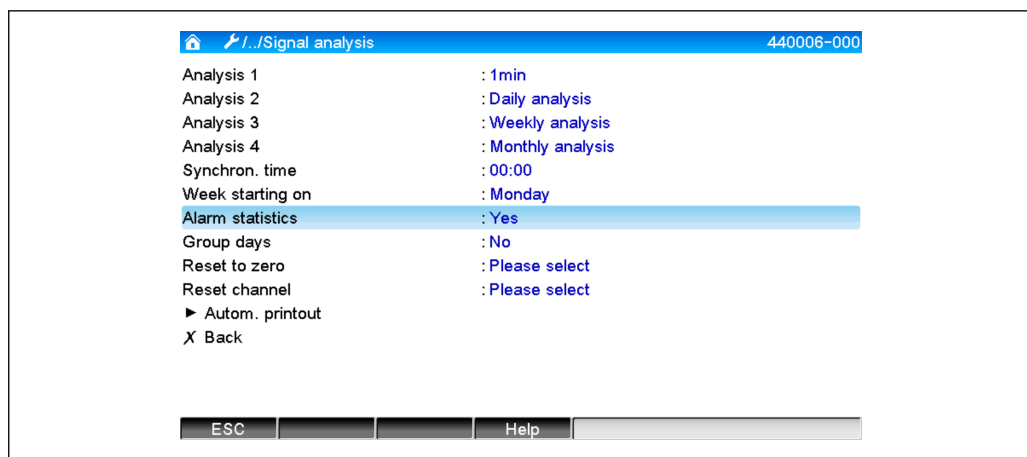 /../Signal analysis 440006-000
Analysis 1 : 1min
Analysis 2 : Daily analysis
Analysis 3 : Weekly analysis
Analysis 4 : Monthly analysis
Synchron. time : 00:00
Week starting on : Monday
Alarm statistics : Yes
Group days : No
Reset to zero : Please select
Reset channel : Please select
► Autom. printout
X Back
ESC Help